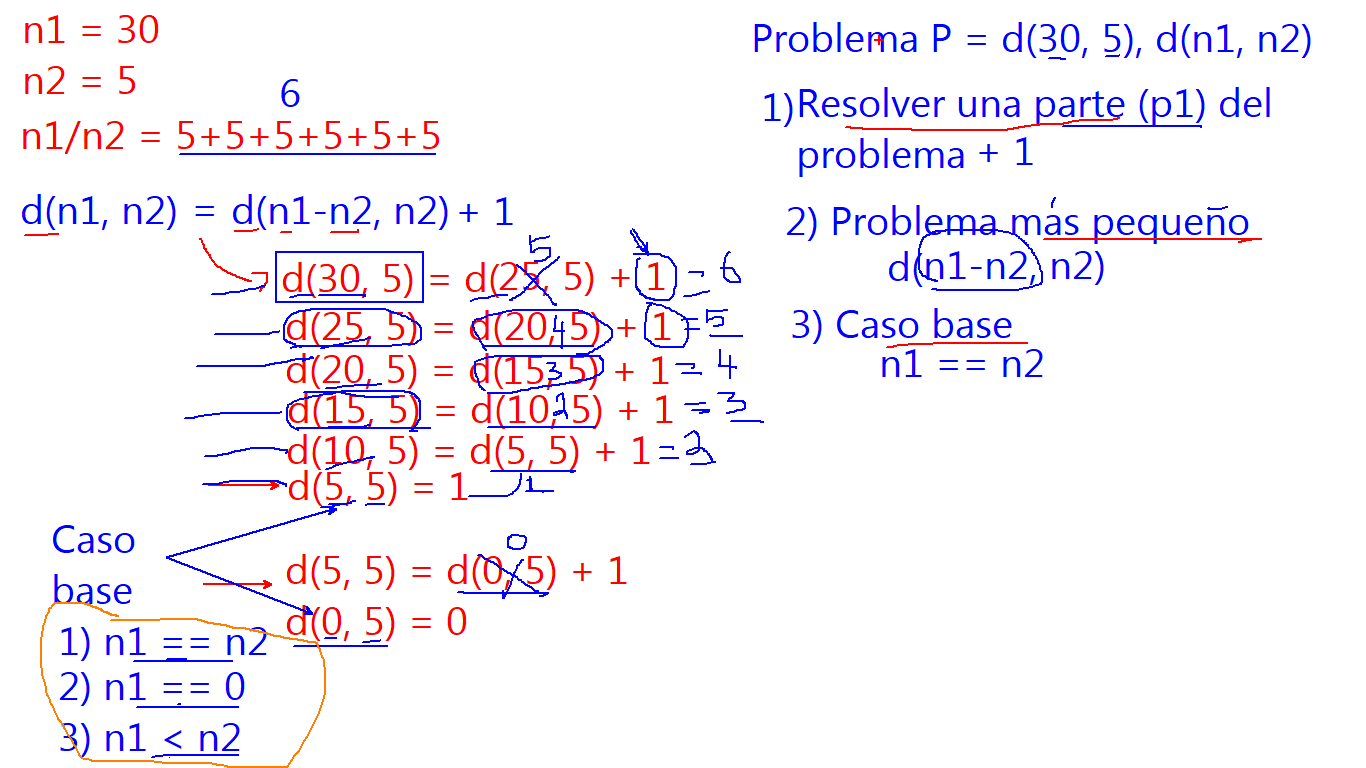 n1 = 30
n2 = 5
6
n1/n2 = 5+5+5+5+5+5
d(n1, n2) = d(n1-n2, n2) + 1
5
d(30, 5) = d(25, 5) + 1 = 6
d(25, 5) = d(20, 5) + 1 = 5
4
d(20, 5) = d(15, 5) + 1 = 4
3
d(15, 5) = d(10, 5) + 1 = 3
2
d(10, 5) = d(5, 5) + 1 = 2
d(5, 5) = 1
1
Caso
base
0
d(5, 5) = d(0, 5) + 1
d(0, 5) = 0
1) n1 == n2
2) n1 == 0
3) n1 < n2
Problema P = d(30, 5), d(n1, n2)
1)Resolver una parte (p1) del
problema + 1
2) Problema más pequeño
d(n1-n2, n2)
3) Caso base
n1 == n2